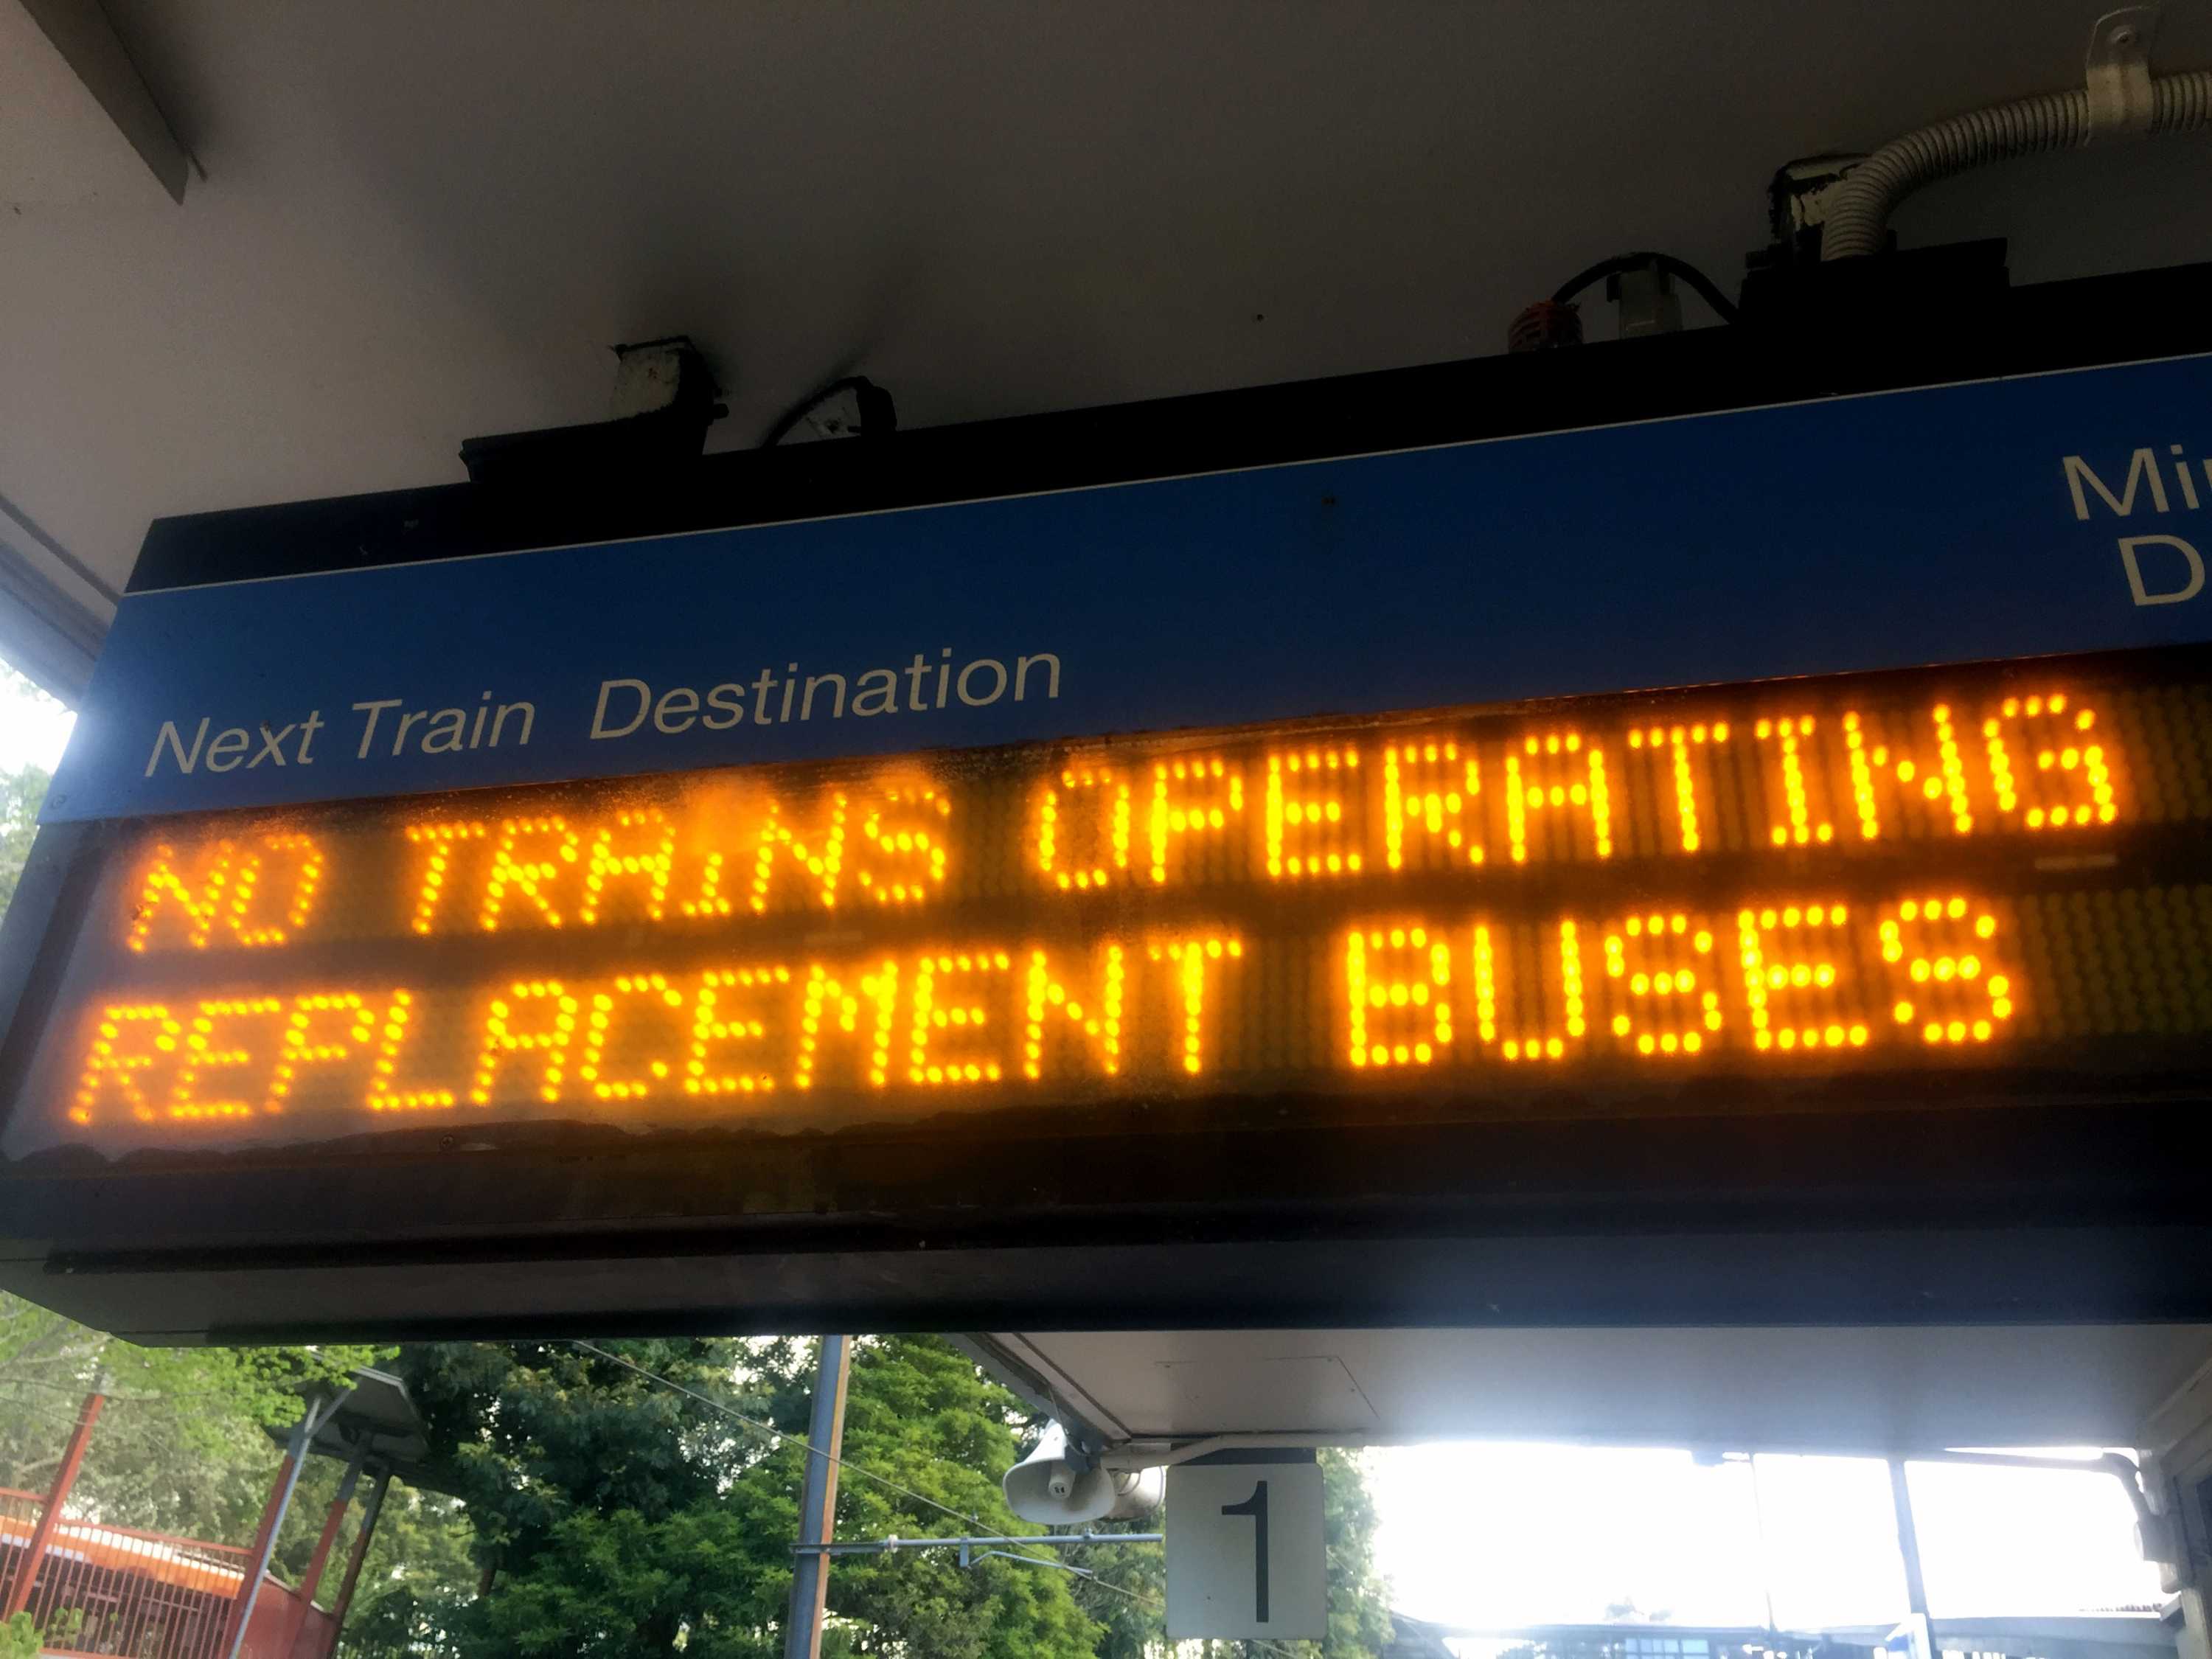 Next Train Destination
NO TRAINS OPERATING
REPLACEMENT BUSES
1